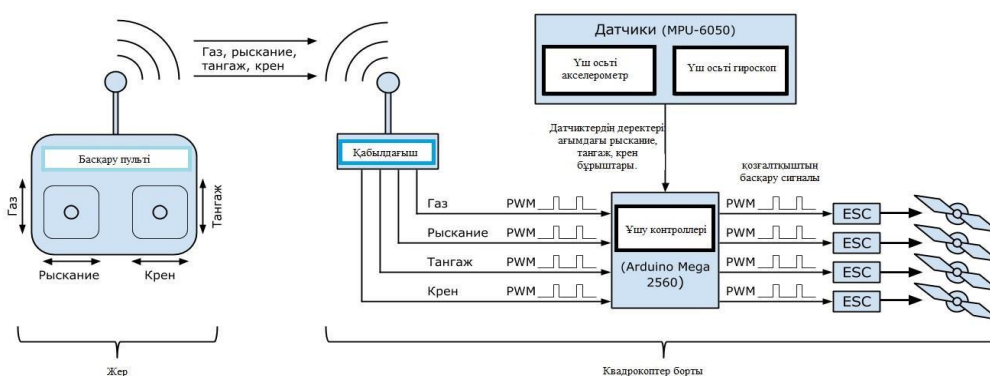 Газ, рыскание,
тангаж, крен
Басқару пульті
Газ
Тангаж
Рыскание
Крен
Жер
Қабылдағыш
Датчики (MPU-6050)
Үш осьті
акселерометр
Үш осьті гироскоп
Датчиктердің деректері
ағымдағы рыскание,
тангаж, крен
бұрыштары.
қозғалтқыштың
басқару сигналы
Газ PWM
Рыскание PWM
Тангаж PWM
Крен PWM
Ұшу контроллері
(Arduino Mega
2560)
PWM ESC
PWM ESC
PWM ESC
PWM ESC
Квадрокоптер борты